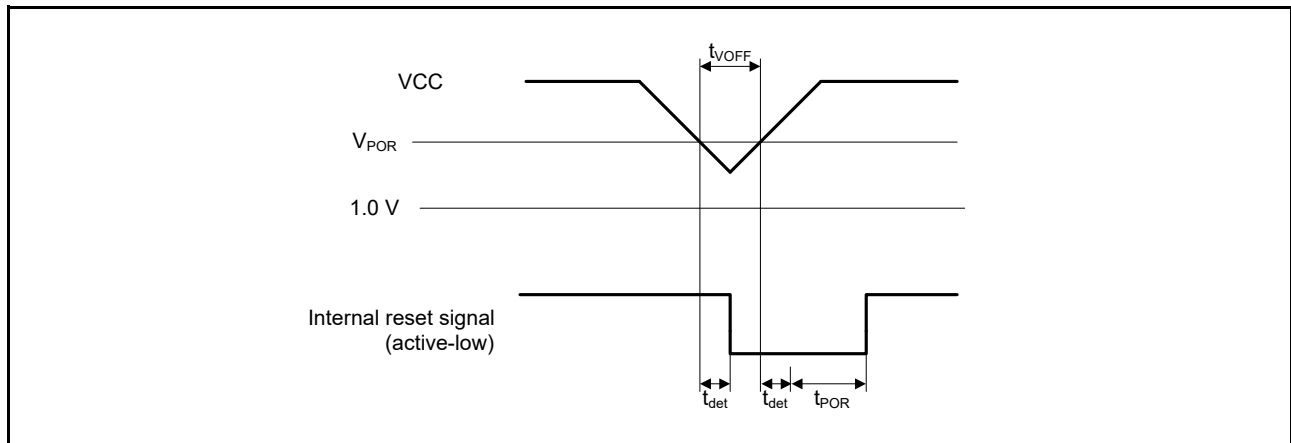 tVOFF
VCC
VPOR
1.0 V
Internal reset signal
(active-low)
tdet
tdet
tPOR